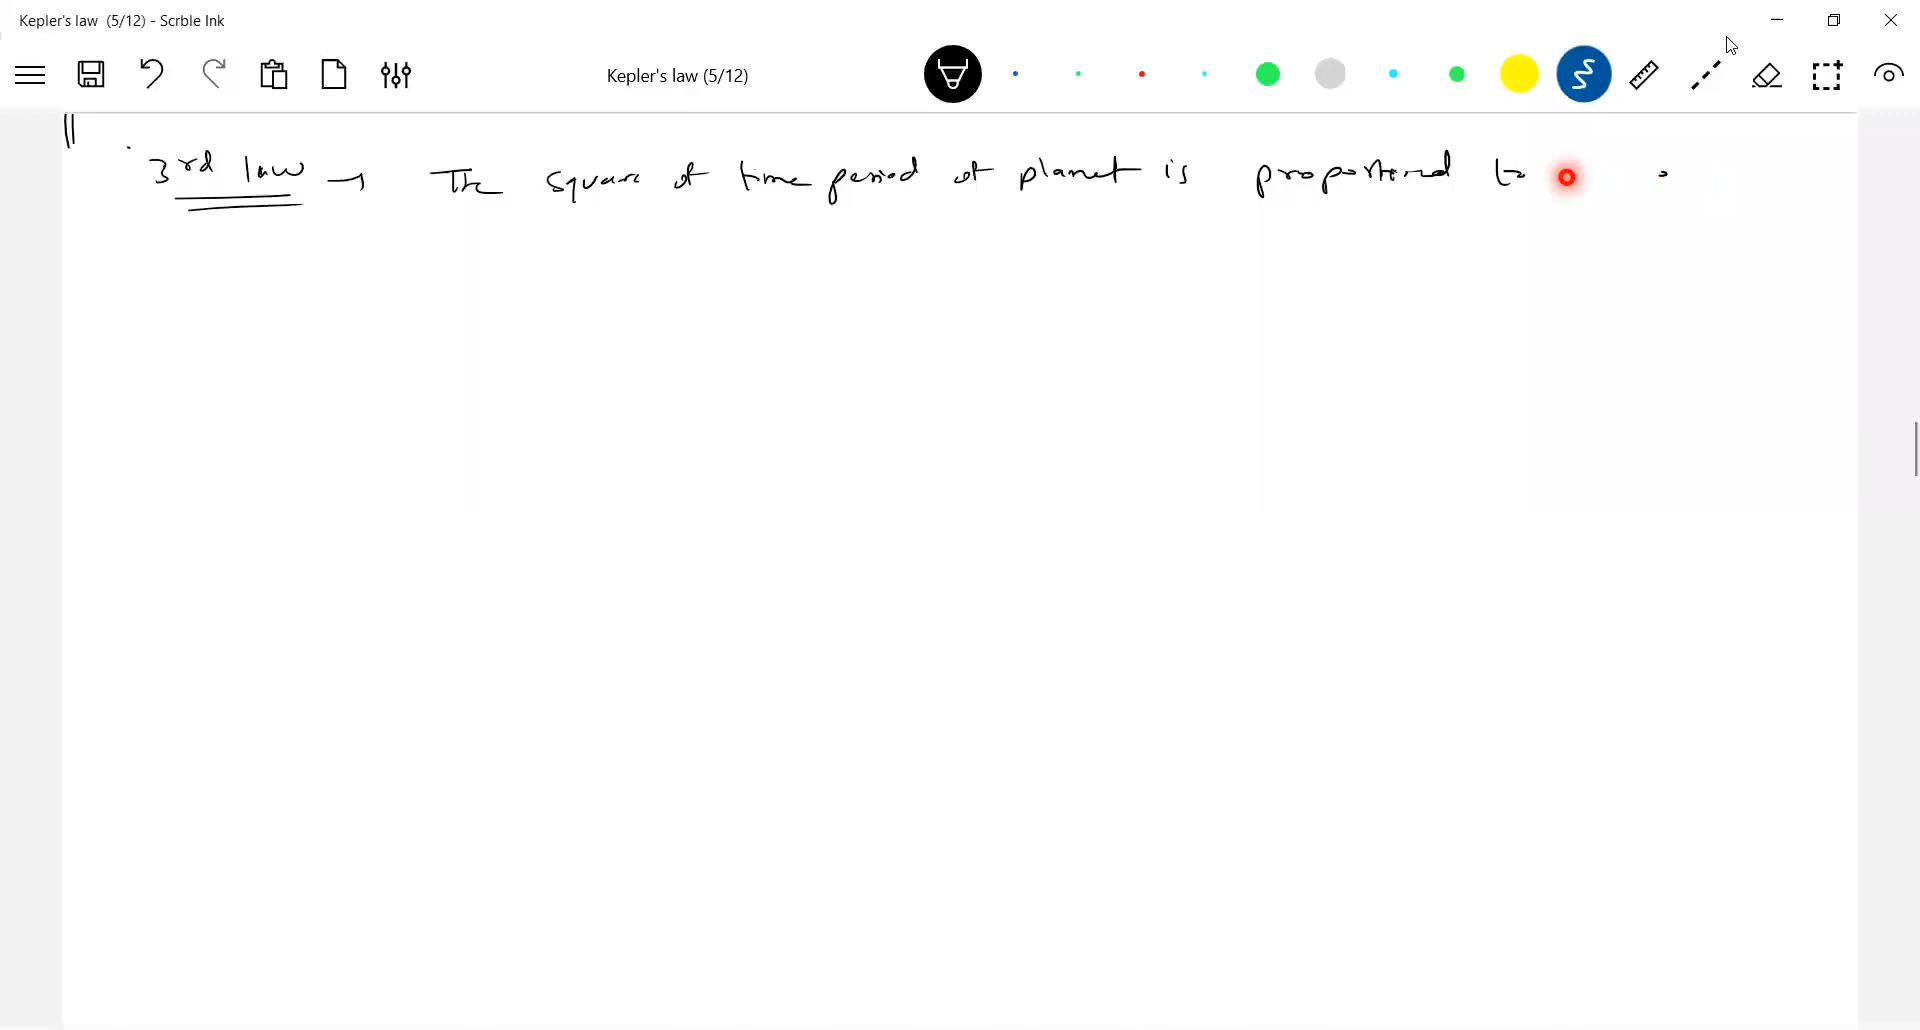 Kepler's law (5/12) - Scrble Ink
Kepler's law (5/12)
3rd law → The square of time period of planet is proportional to